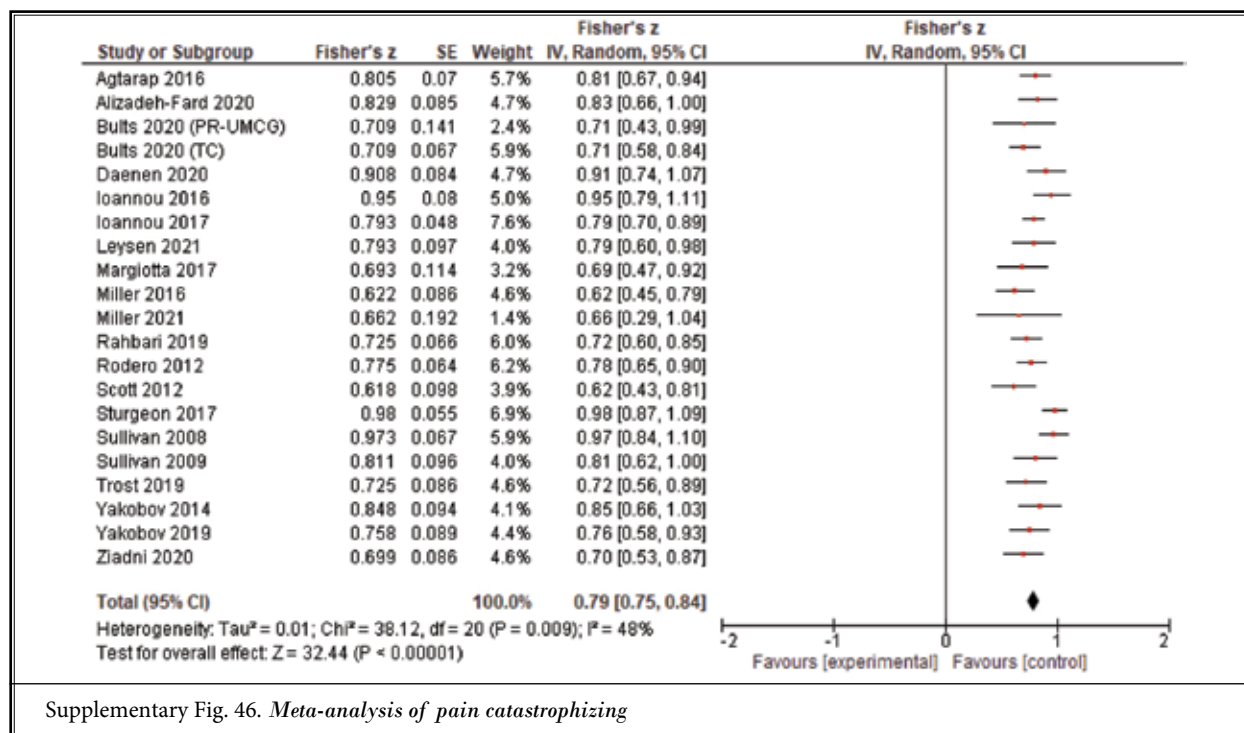 Fisher's z Fisher's z
Study or Subgroup Fisher's z SE Weight IV, Random, 95% CI IV, Random, 95% CI
Agtarap 2016 0.805 0.07 5.7% 0.81 [0.67, 0.94]
Alizadeh-Fard 2020 0.829 0.085 4.7% 0.83 [0.66, 1.00]
Bults 2020 (PR-UMCG) 0.709 0.141 2.4% 0.71 [0.43, 0.99]
Bults 2020 (TC) 0.709 0.067 5.9% 0.71 [0.58, 0.84]
Daenen 2020 0.908 0.084 4.7% 0.91 [0.74, 1.07]
Ioannou 2016 0.95 0.08 5.0% 0.95 [0.79, 1.11]
Ioannou 2017 0.793 0.048 7.6% 0.79 [0.70, 0.89]
Leysen 2021 0.793 0.097 4.0% 0.79 [0.60, 0.98]
Margiotta 2017 0.693 0.114 3.2% 0.69 [0.47, 0.92]
Miller 2016 0.622 0.086 4.6% 0.62 [0.45, 0.79]
Miller 2021 0.662 0.192 1.4% 0.66 [0.29, 1.04]
Rahbari 2019 0.725 0.066 6.0% 0.72 [0.60, 0.85]
Rodero 2012 0.775 0.064 6.2% 0.78 [0.65, 0.90]
Scott 2012 0.618 0.098 3.9% 0.62 [0.43, 0.81]
Sturgeon 2017 0.98 0.055 6.9% 0.98 [0.87, 1.09]
Sullivan 2008 0.973 0.067 5.9% 0.97 [0.84, 1.10]
Sullivan 2009 0.811 0.096 4.0% 0.81 [0.62, 1.00]
Trost 2019 0.725 0.086 4.6% 0.72 [0.56, 0.89]
Yakobov 2014 0.848 0.094 4.1% 0.85 [0.66, 1.03]
Yakobov 2019 0.758 0.089 4.4% 0.76 [0.58, 0.93]
Ziadni 2020 0.699 0.086 4.6% 0.70 [0.53, 0.87]
Total (95% CI) 100.0% 0.79 [0.75, 0.84]
Heterogeneity: Tau² = 0.01; Chi² = 38.12, df = 20 (P = 0.009); I² = 48%
Test for overall effect: Z = 32.44 (P < 0.00001)
-2 -1 0 1 2
Favours [experimental] Favours [control]
Supplementary Fig. 46. Meta-analysis of pain catastrophizing